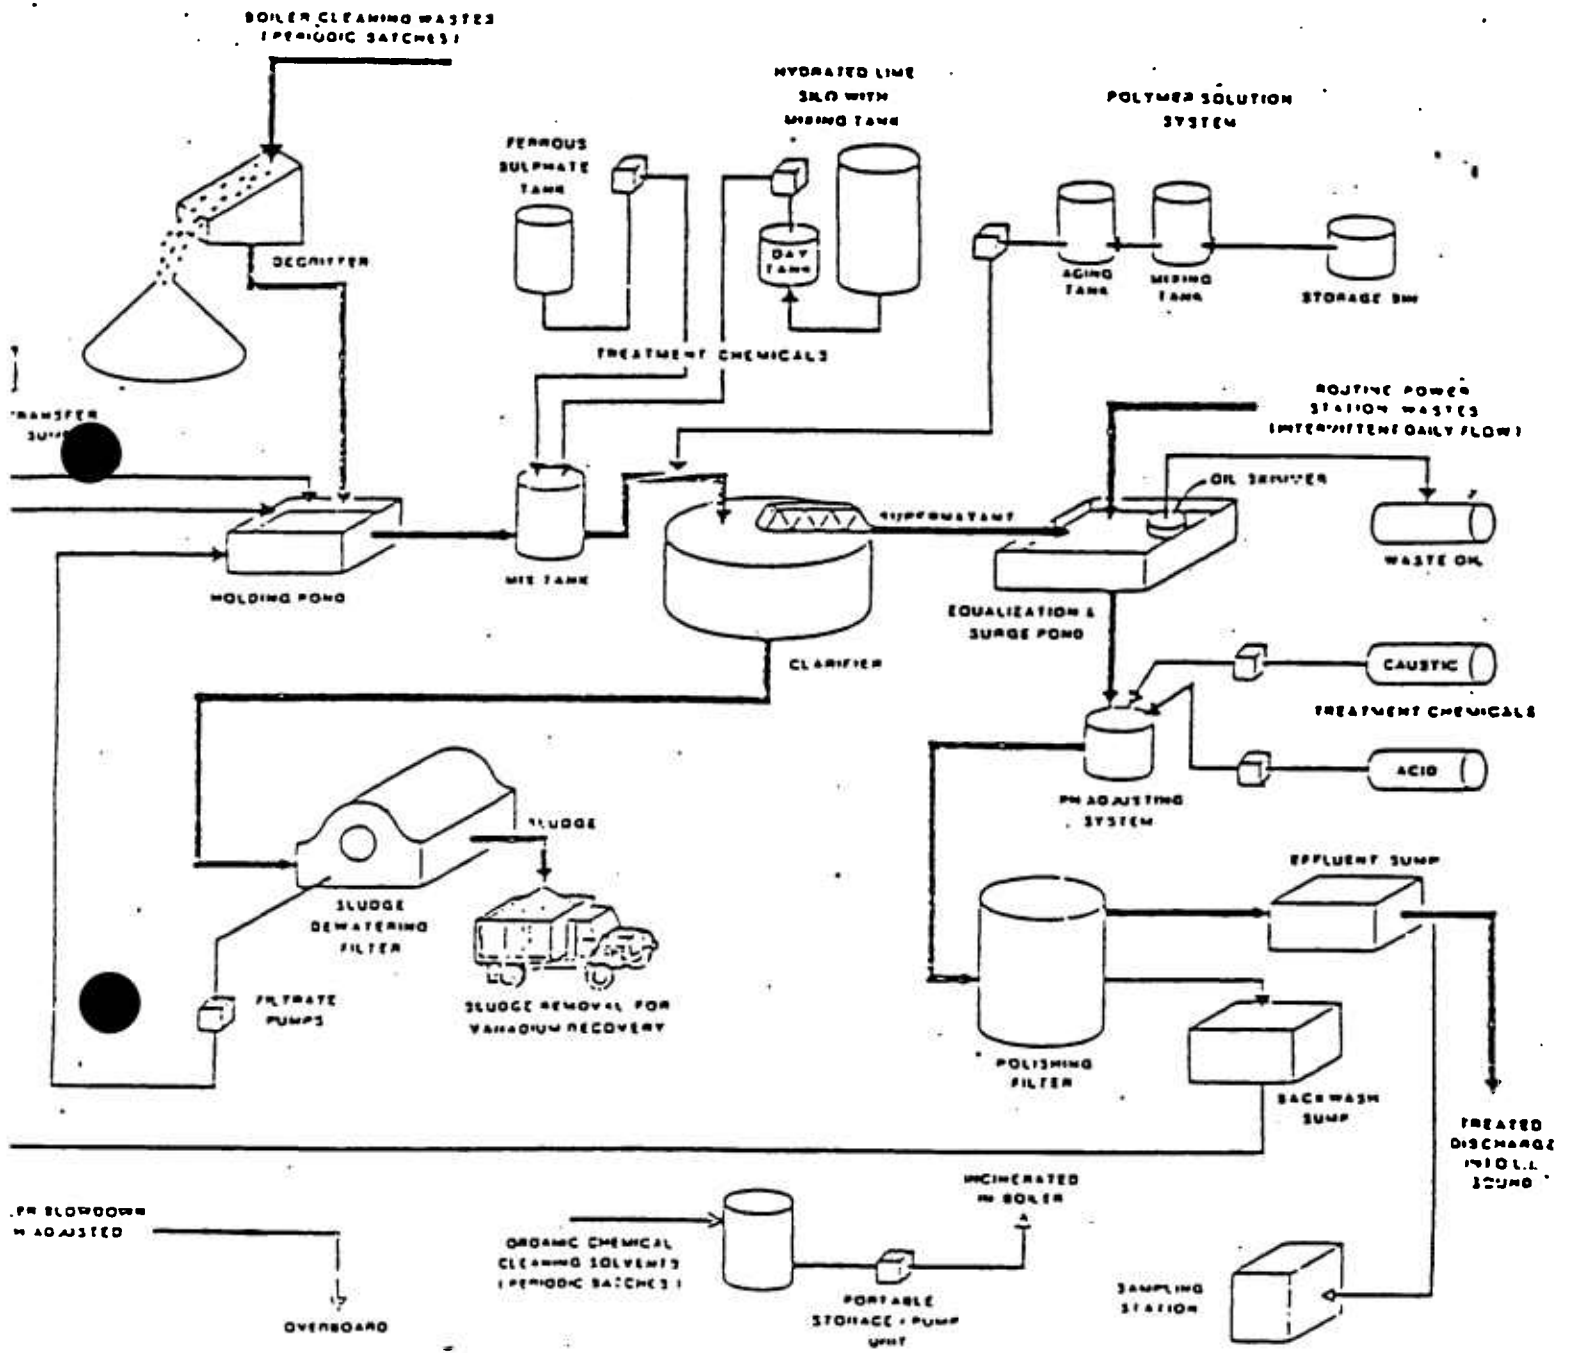 BOILER CLEANING WASTES
(PERIODIC BATCHES)
HYDRATED LIME
SILO WITH
MIXING TANK
POLYMER SOLUTION
SYSTEM
FERROUS
SULPHATE
TANK
DEGRITTER
DAY
TANK
AGING
TANK
MIXING
TANK
STORAGE BIN
TREATMENT CHEMICALS
ROUTINE POWER
STATION WASTES
(INTERMITTENT DAILY FLOW)
TRANSFER
OIL SKIMMER
SUPERNATANT
WASTE OIL
MIX TANK
HOLDING POND
EQUALIZATION &
SURGE POND
CLARIFIER
CAUSTIC
TREATMENT CHEMICALS
ACID
PH ADJUSTING
SYSTEM
SLUDGE
EFFLUENT SUMP
SLUDGE
DEWATERING
FILTER
FILTRATE
PUMPS
SLUDGE REMOVAL FOR
VANADIUM RECOVERY
POLISHING
FILTER
BACKWASH
SUMP
TREATED
DISCHARGE
INTO L.I.
SOUND
INCINERATED
IN BOILER
BLOWDOWN
ADJUSTED
ORGANIC CHEMICAL
CLEANING SOLVENTS
(PERIODIC BATCHES)
PORTABLE
STORAGE / PUMP
UNIT
SAMPLING
STATION
OVERBOARD